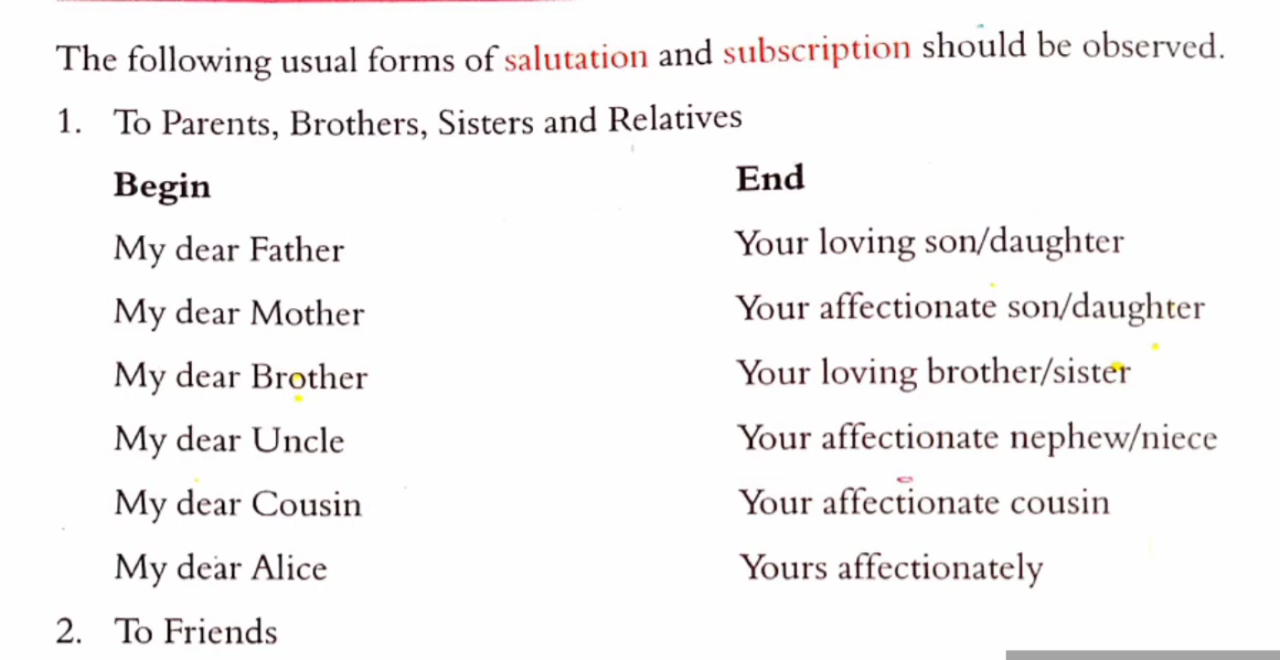 The following usual forms of salutation and subscription should be observed.
1. To Parents, Brothers, Sisters and Relatives
Begin End
My dear Father Your loving son/daughter
My dear Mother Your affectionate son/daughter
My dear Brother Your loving brother/sister
My dear Uncle Your affectionate nephew/niece
My dear Cousin Your affectionate cousin
My dear Alice Yours affectionately
2. To Friends